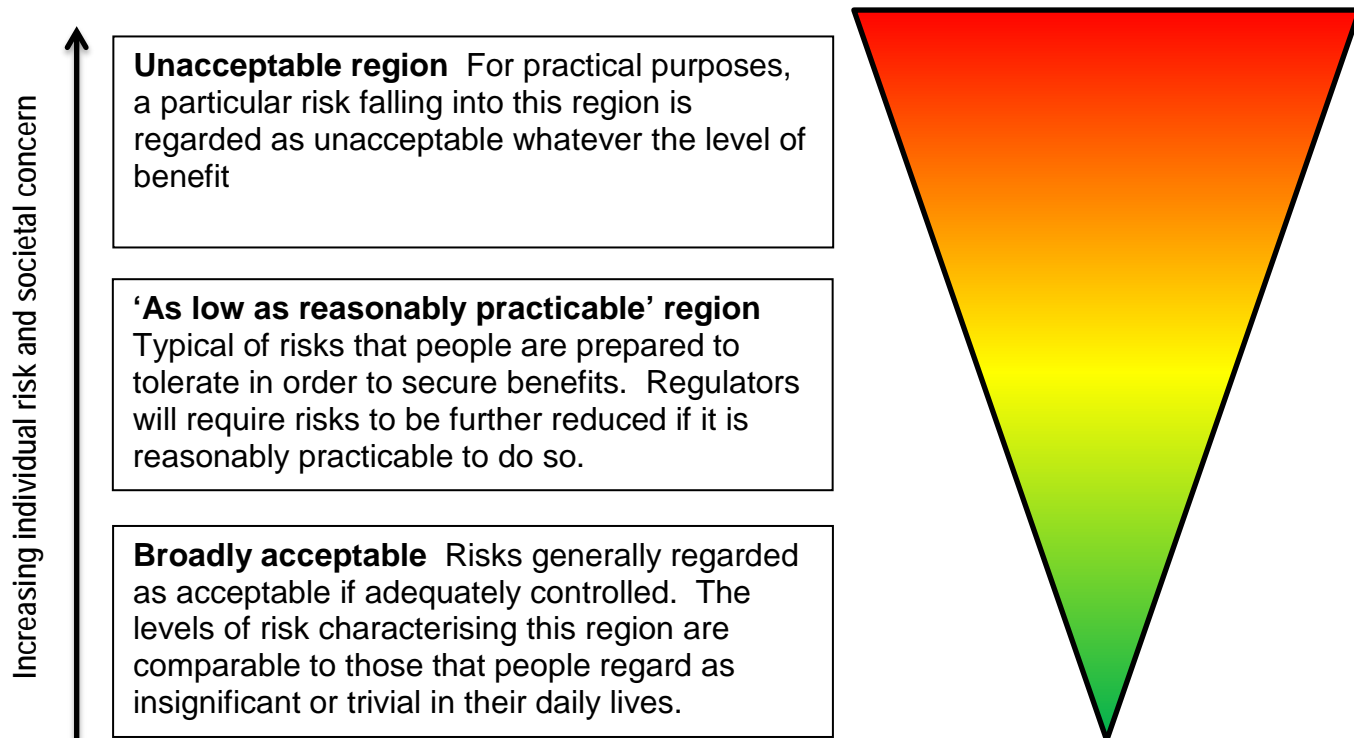 Increasing individual risk and societal concern
Unacceptable region  For practical purposes,
a particular risk falling into this region is
regarded as unacceptable whatever the level of
benefit
‘As low as reasonably practicable’ region
Typical of risks that people are prepared to
tolerate in order to secure benefits.  Regulators
will require risks to be further reduced if it is
reasonably practicable to do so.
Broadly acceptable  Risks generally regarded
as acceptable if adequately controlled.  The
levels of risk characterising this region are
comparable to those that people regard as
insignificant or trivial in their daily lives.